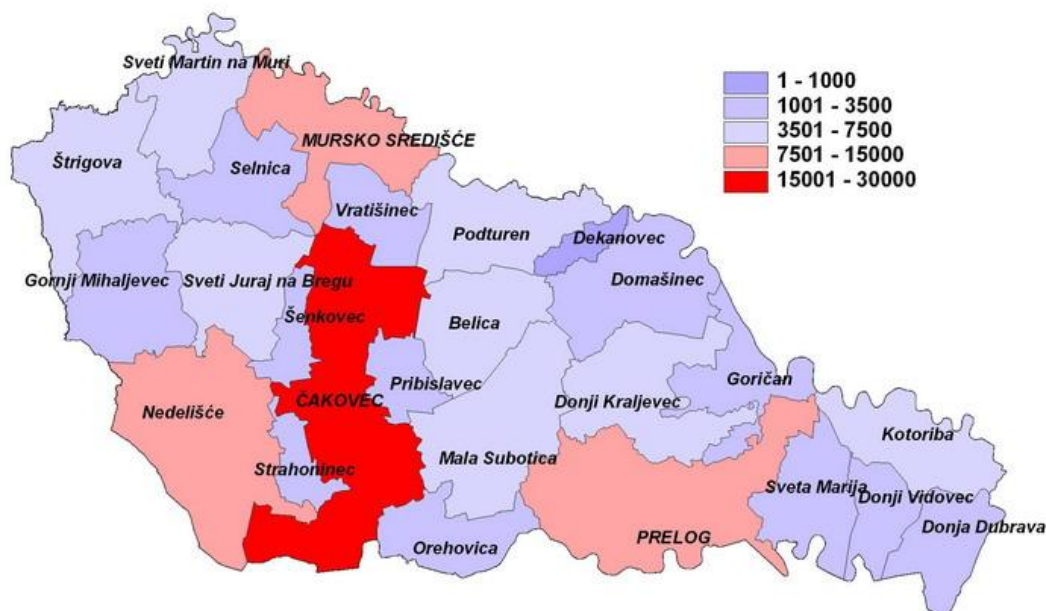 Sveti Martin na Muri
1 - 1000
1001 - 3500
3501 - 7500
7501 - 15000
15001 - 30000
MURSKO SREDIŠĆE
Štrigova
Selnica
Vratišinec
Podturen
Dekanovec
Gornji Mihaljevec
Sveti Juraj na Bregu
Domašinec
Šenkovec
Belica
Pribislavec
Goričan
Nedelišće
ČAKOVEC
Donji Kraljevec
Kotoriba
Strahoninec
Mala Subotica
Sveta Marija
Donji Vidovec
Donja Dubrava
Orehovica
PRELOG